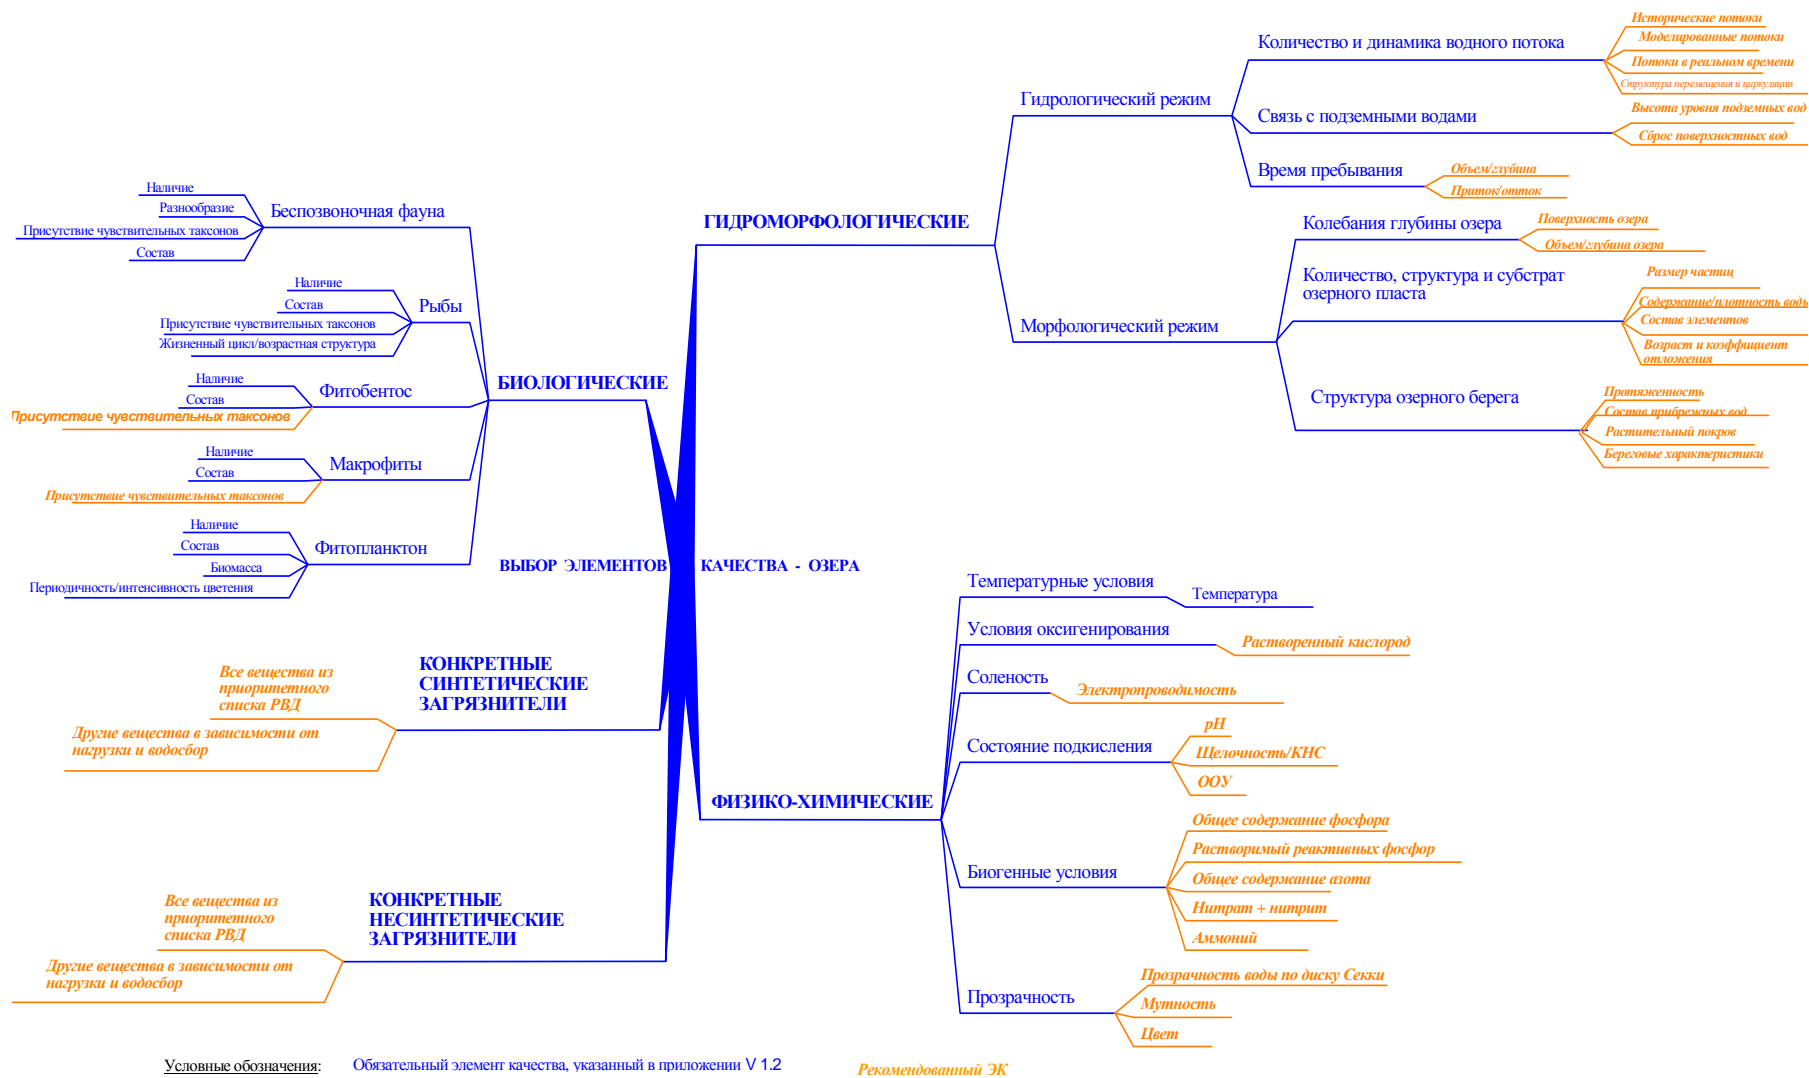 Беспозвоночная фауна
Наличие
Разнообразие
Присутствие чувствительных таксонов
Состав
Рыбы
Наличие
Состав
Присутствие чувствительных таксонов
Жизненный цикл/возрастная структура
БИОЛОГИЧЕСКИЕ
Фитобентос
Наличие
Состав
Присутствие чувствительных таксонов
Макрофиты
Наличие
Состав
Присутствие чувствительных таксонов
Фитопланктон
Наличие
Состав
Биомасса
Периодичность/интенсивность цветения
ГИДРОМОРФОЛОГИЧЕСКИЕ
Гидрологический режим
Количество и динамика водного потока
Исторические потоки
Моделированные потоки
Потоки в реальном времени
Структура перемещения и циркуляции
Связь с подземными водами
Высота уровня подземных вод
Сброс поверхностных вод
Время пребывания
Объем/глубина
Приток/отток
Морфологический режим
Колебания глубины озера
Поверхность озера
Объем/глубина озера
Количество, структура и субстрат
озерного пласта
Размер частиц
Содержание/плотность воды
Состав элементов
Возраст и коэффициент
отложения
Структура озерного берега
Протяженность
Состав прибрежных вод
Растительный покров
Береговые характеристики
ВЫБОР ЭЛЕМЕНТОВ КАЧЕСТВА - ОЗЕРА
КОНКРЕТНЫЕ
СИНТЕТИЧЕСКИЕ
ЗАГРЯЗНИТЕЛИ
Все вещества из
приоритетного
списка РВД
Другие вещества в зависимости от
нагрузки и водосбор
КОНКРЕТНЫЕ
НЕСИНТЕТИЧЕСКИЕ
ЗАГРЯЗНИТЕЛИ
Все вещества из
приоритетного
списка РВД
Другие вещества в зависимости от
нагрузки и водосбор
ФИЗИКО-ХИМИЧЕСКИЕ
Температурные условия
Температура
Условия оксигенирования
Растворенный кислород
Соленость
Электропроводимость
Состояние подкисления
pH
Щелочность/КНС
ООУ
Биогенные условия
Общее содержание фосфора
Растворимый реактивных фосфор
Общее содержание азота
Нитрат + нитрит
Аммоний
Прозрачность
Прозрачность воды по диску Секки
Мутность
Цвет
Условные обозначения: Обязательный элемент качества, указанный в приложении V 1.2 Рекомендованный ЭК